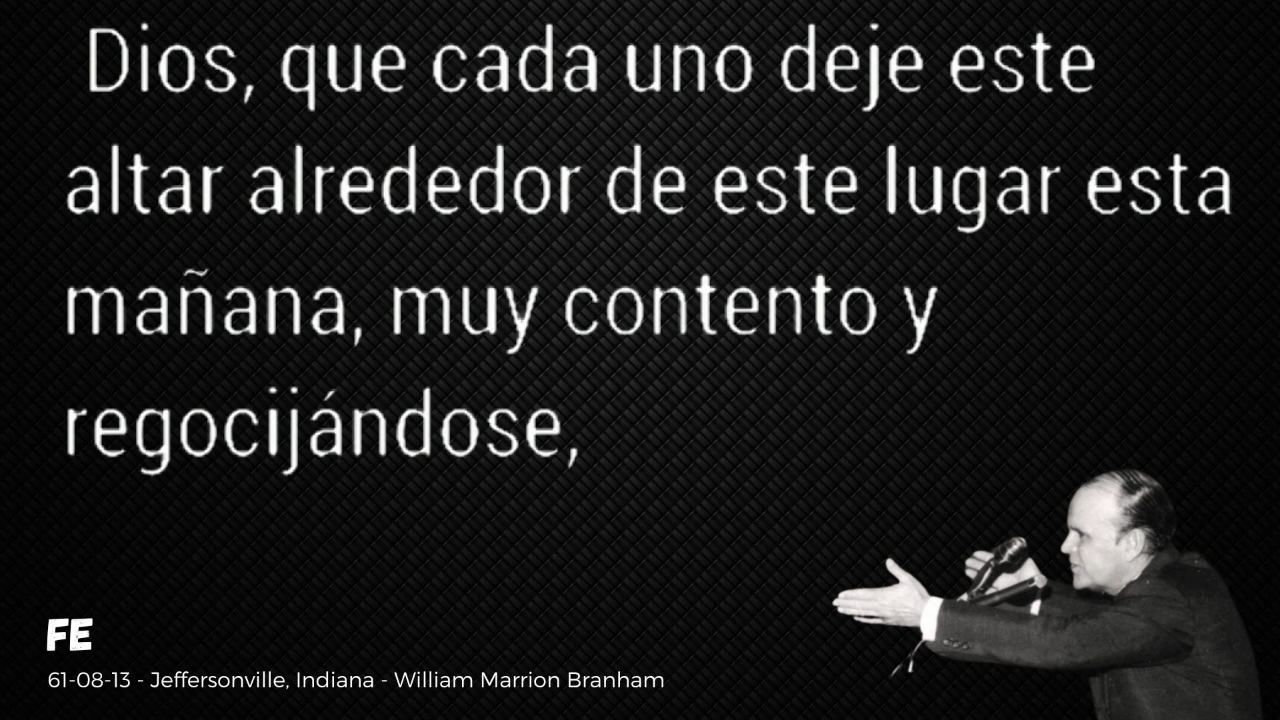 Dios, que cada uno deje este
altar alrededor de este lugar esta
mañana, muy contento y
regocijándose,
FE
61-08-13 - Jeffersonville, Indiana - William Marrion Branham